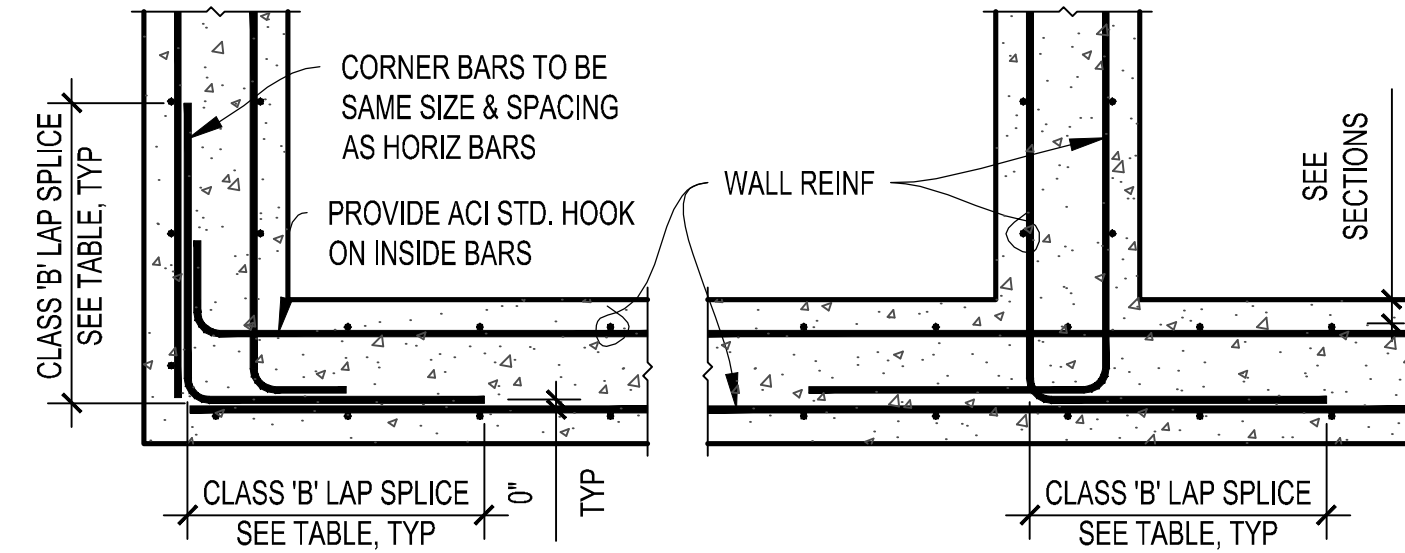 CORNER BARS TO BE
SAME SIZE & SPACING
AS HORIZ BARS
CLASS 'B' LAP SPLICE
SEE TABLE, TYP
PROVIDE ACI STD. HOOK
ON INSIDE BARS
WALL REINF
SEE
SECTIONS
CLASS 'B' LAP SPLICE
SEE TABLE, TYP
0"
TYP
CLASS 'B' LAP SPLICE
SEE TABLE, TYP